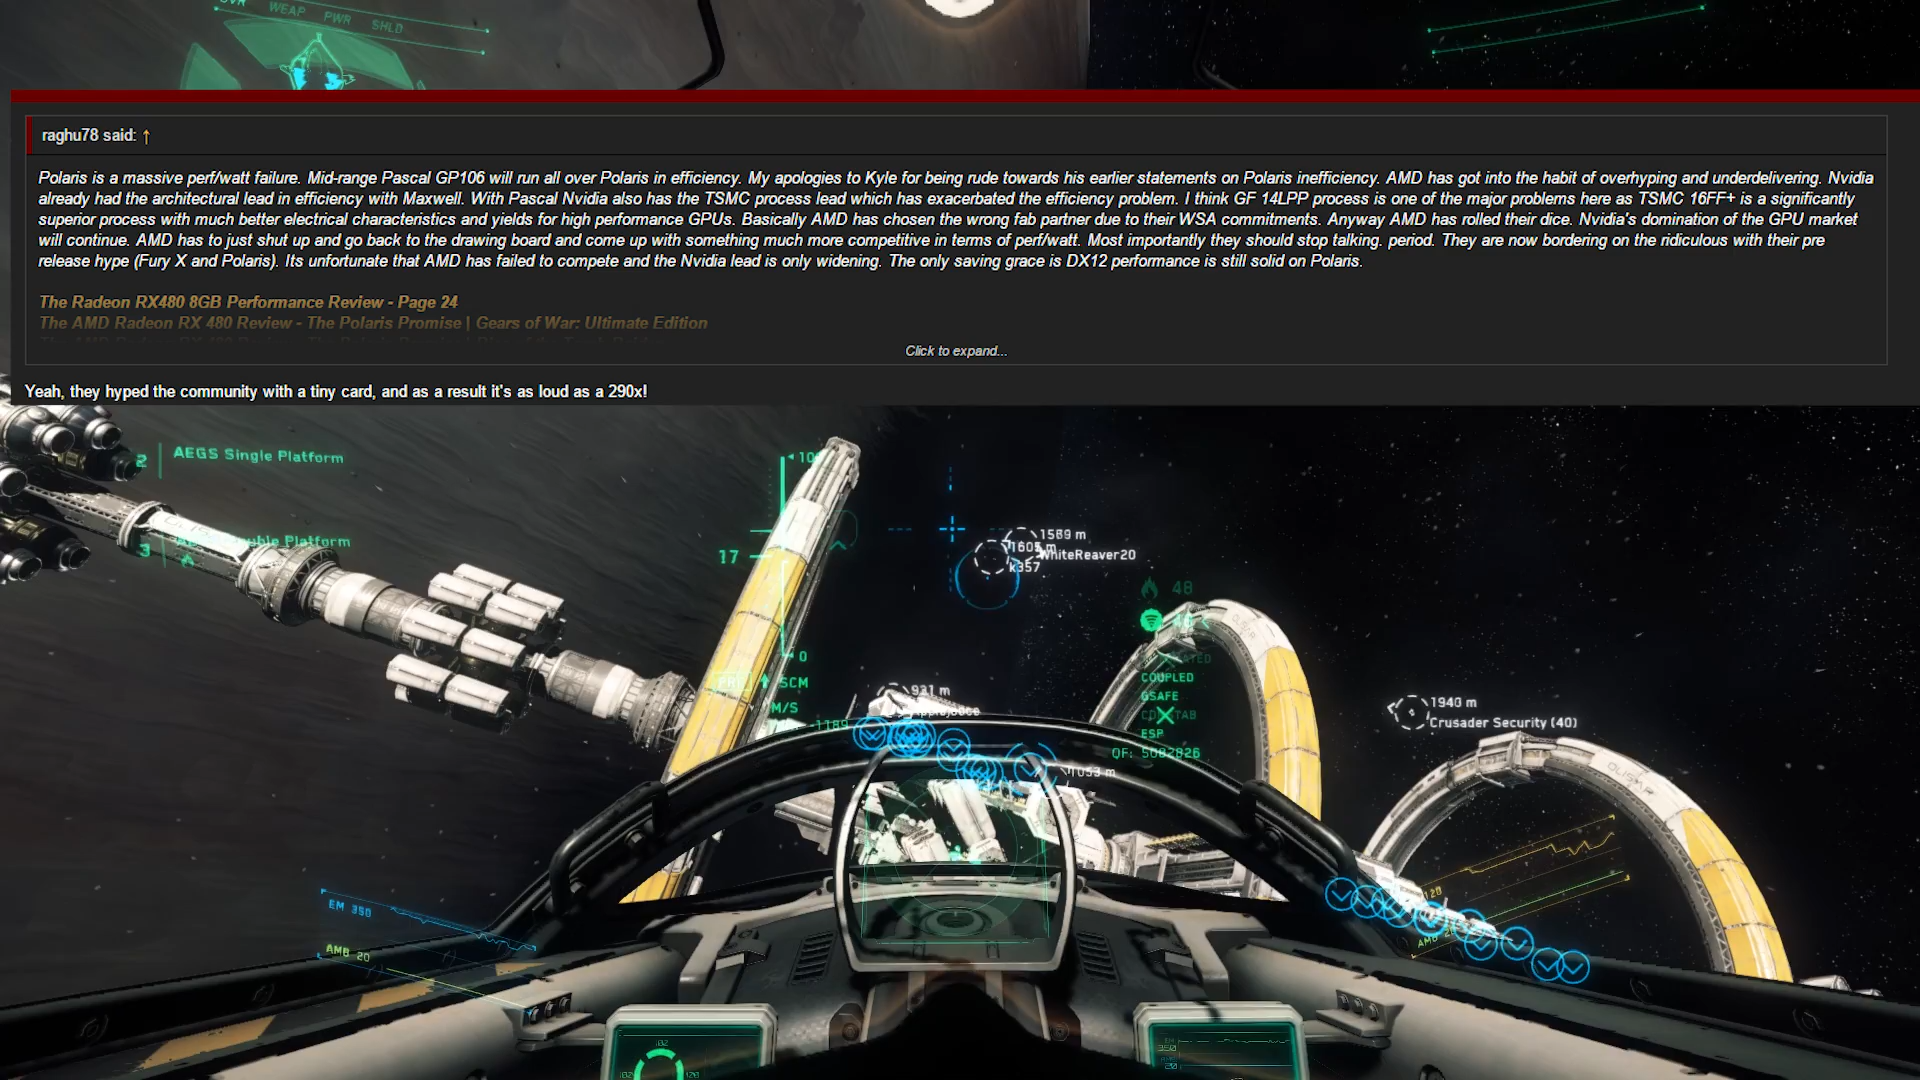 WEAP PWR SHLD
raghu78 said: ↑
Polaris is a massive perf/watt failure. Mid-range Pascal GP106 will run all over Polaris in efficiency. My apologies to Kyle for being rude towards his earlier statements on Polaris inefficiency. AMD has got into the habit of overhyping and underdelivering. Nvidia
already had the architectural lead in efficiency with Maxwell. With Pascal Nvidia also has the TSMC process lead which has exacerbated the efficiency problem. I think GF 14LPP process is one of the major problems here as TSMC 16FF+ is a significantly
superior process with much better electrical characteristics and yields for high performance GPUs. Basically AMD has chosen the wrong fab partner due to their WSA commitments. Anyway AMD has rolled their dice. Nvidia's domination of the GPU market
will continue. AMD has to just shut up and go back to the drawing board and come up with something much more competitive in terms of perf/watt. Most importantly they should stop talking. period. They are now bordering on the ridiculous with their pre
release hype (Fury X and Polaris). Its unfortunate that AMD has failed to compete and the Nvidia lead is only widening. The only saving grace is DX12 performance is still solid on Polaris.
The Radeon RX480 8GB Performance Review - Page 24
The AMD Radeon RX 480 Review - The Polaris Promise | Gears of War: Ultimate Edition
Click to expand...
Yeah, they hyped the community with a tiny card, and as a result it's as loud as a 290x!
2 AEGS Single Platform
3 Platform
17
0
SCM
M/S
1569 m
1605 m
WhiteReaver20
k357
48
COUPLED
GSAFE
ESP
931 m
1053 m
1940 m
Crusader Security (40)
OLISAR
EM 350
AMB 20